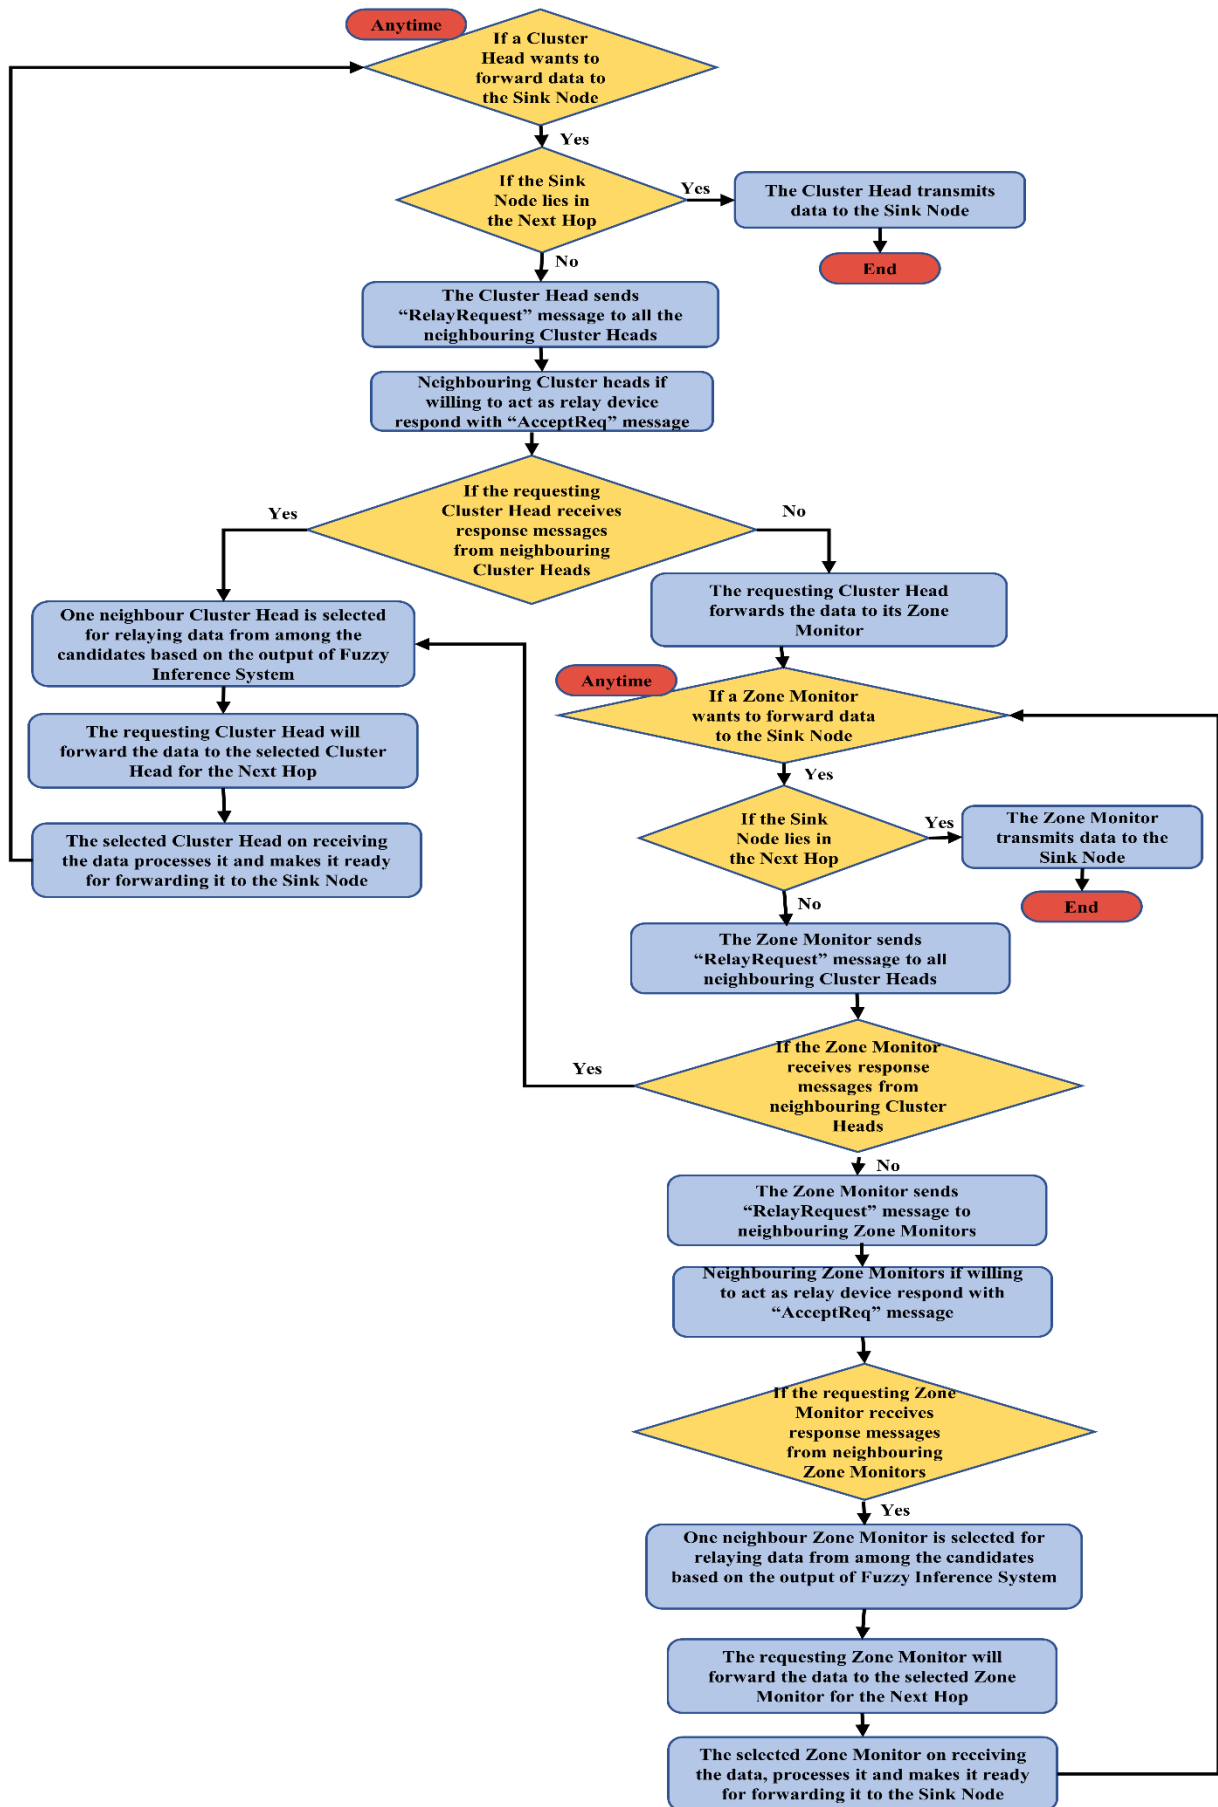 Anytime
If a Cluster
Head wants to
forward data to
the Sink Node
Yes
If the Sink
Node lies in
the Next Hop
Yes
The Cluster Head transmits
data to the Sink Node
End
No
The Cluster Head sends
“RelayRequest” message to all the
neighbouring Cluster Heads
Neighbouring Cluster heads if
willing to act as relay device
respond with “AcceptReq” message
If the requesting
Cluster Head receives
response messages
from neighbouring
Cluster Heads
Yes
No
One neighbour Cluster Head is selected
for relaying data from among the
candidates based on the output of Fuzzy
Inference System
The requesting Cluster Head will
forward the data to the selected Cluster
Head for the Next Hop
The selected Cluster Head on receiving
the data processes it and makes it ready
for forwarding it to the Sink Node
The requesting Cluster Head
forwards the data to its Zone
Monitor
Anytime
If a Zone Monitor
wants to forward data
to the Sink Node
Yes
If the Sink
Node lies in
the Next Hop
Yes
The Zone Monitor
transmits data to the
Sink Node
End
No
The Zone Monitor sends
“RelayRequest” message to all
neighbouring Cluster Heads
If the Zone Monitor
receives response
messages from
neighbouring Cluster
Heads
Yes
No
The Zone Monitor sends
“RelayRequest” message to
neighbouring Zone Monitors
Neighbouring Zone Monitors if willing
to act as relay device respond with
“AcceptReq” message
If the requesting Zone
Monitor receives
response messages
from neighbouring
Zone Monitors
Yes
One neighbour Zone Monitor is selected for
relaying data from among the candidates
based on the output of Fuzzy Inference System
The requesting Zone Monitor will
forward the data to the selected Zone
Monitor for the Next Hop
The selected Zone Monitor on receiving
the data, processes it and makes it ready
for forwarding it to the Sink Node